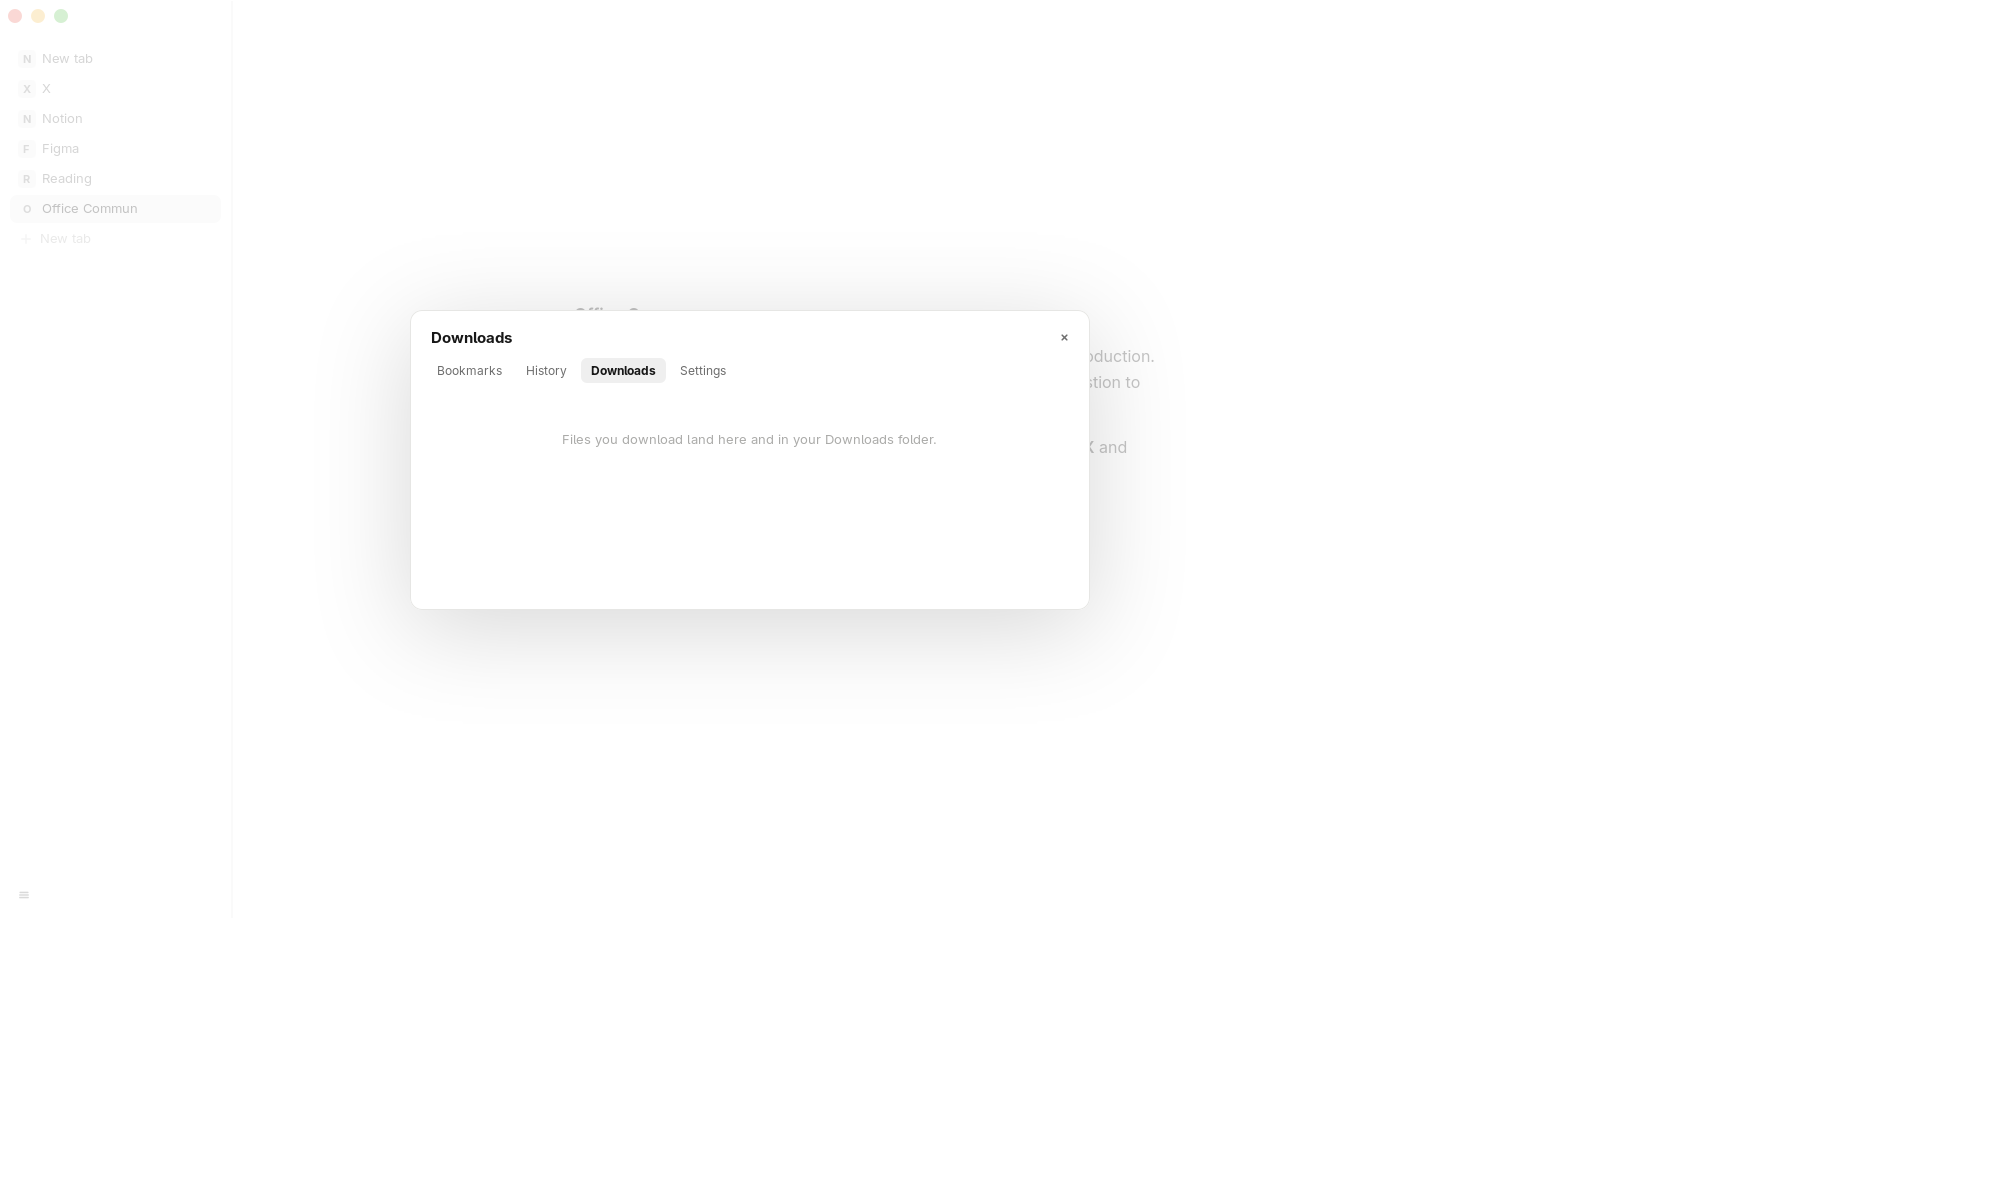 N New tab
X X
N Notion
F Figma
R Reading
O Office Commun
+ New tab
Downloads ×
Bookmarks History Downloads Settings
oduction.
stion to
Files you download land here and in your Downloads folder.
X and